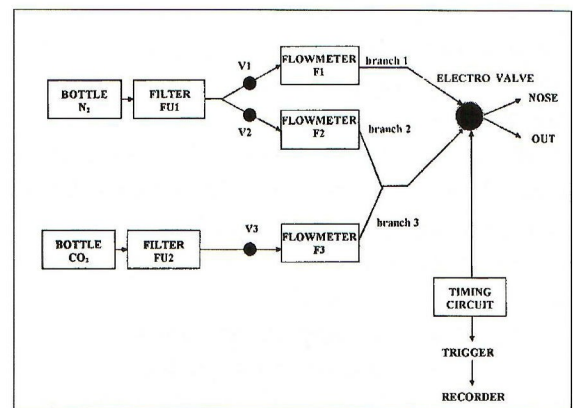 V1
FLOWMETER
F1
branch 1
ELECTRO VALVE
BOTTLE
N₂
FILTER
FU1
NOSE
V2
FLOWMETER
F2
branch 2
OUT
V3
branch 3
BOTTLE
CO₂
FILTER
FU2
FLOWMETER
F3
TIMING
CIRCUIT
TRIGGER
RECORDER